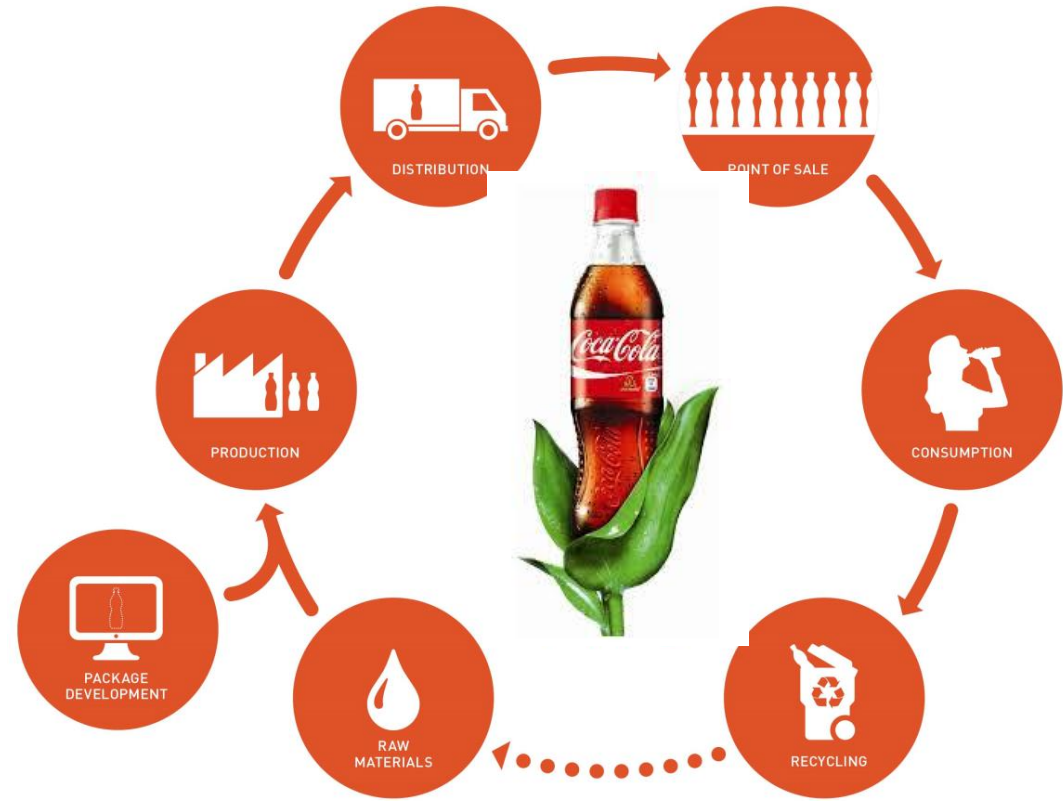 DISTRIBUTION
POINT OF SALE
Coca-Cola
PRODUCTION
CONSUMPTION
PACKAGE
DEVELOPMENT
RAW
MATERIALS
RECYCLING